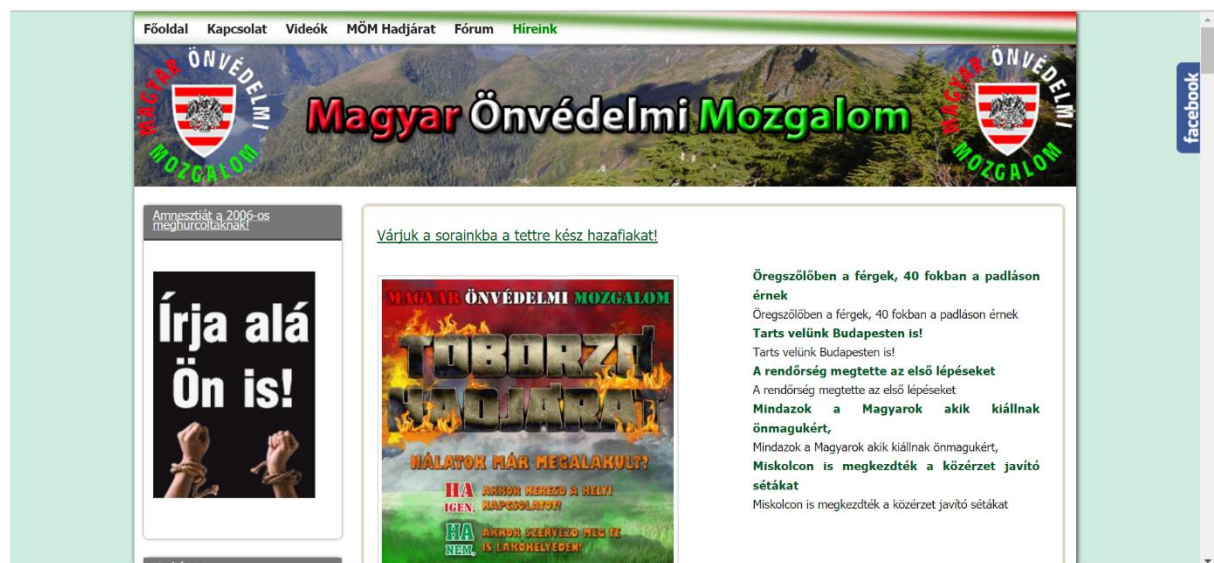 Főoldal Kapcsolat Videók MÖM Hadjárat Fórum Híreink
MAGYAR ÖNVÉDELMI MOZGALOM
Magyar Önvédelmi Mozgalom
MAGYAR ÖNVÉDELMI MOZGALOM
facebook
Amnesztiát a 2006-os
meghurcoltaknak!
Írja alá
Ön is!
Várjuk a sorainkba a tettre kész hazafiakat!
MAGYAR ÖNVÉDELMI MOZGALOM
TOBORZÓ
HADJÁRAT
NÁLATOK MÁR MEGALAKULT?
HA IGEN, AKKOR KERESD A HELYI
KAPCSOLATOT!
HA NEM, AKKOR SZERVEZD MEG TE
IS LAKÓHELYEDEN!
Öregszőlőben a férgek, 40 fokban a padláson
érnek
Öregszőlőben a férgek, 40 fokban a padláson érnek
Tarts velünk Budapesten is!
Tarts velünk Budapesten is!
A rendőrség megtette az első lépéseket
A rendőrség megtette az első lépéseket
Mindazok a Magyarok akik kiállnak
önmagukért,
Mindazok a Magyarok akik kiállnak önmagukért,
Miskolcon is megkezdték a közérzet javító
sétákat
Miskolcon is megkezdték a közérzet javító sétákat